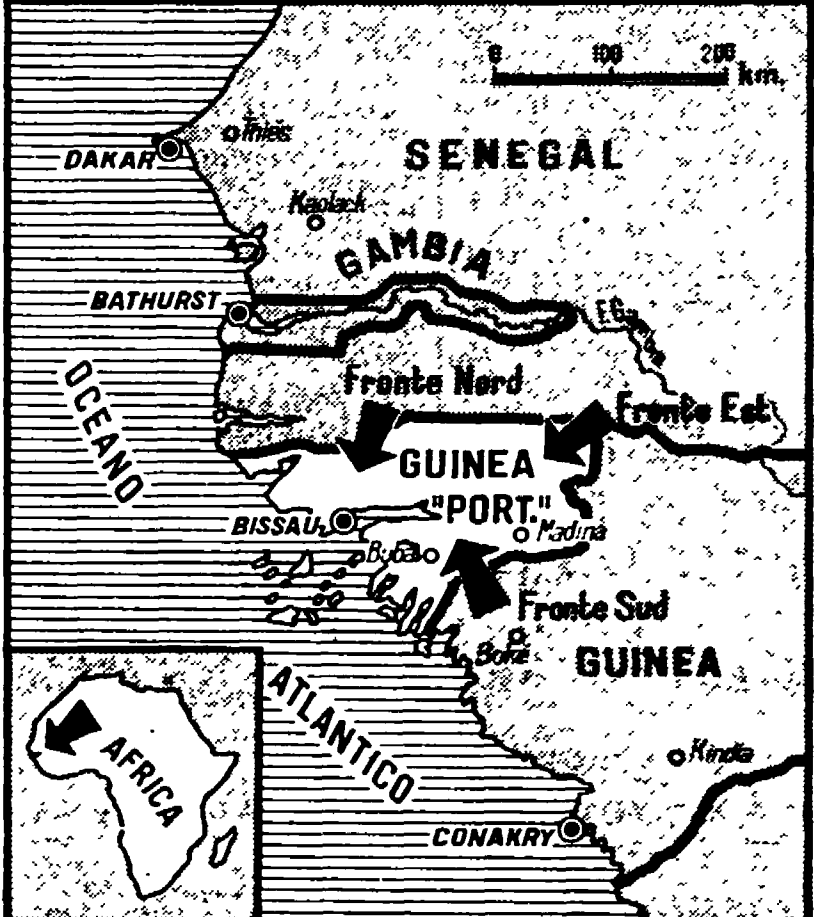 0 100 200
km.
Thies
DAKAR
SENEGAL
Kaolack
GAMBIA
BATHURST
OCEANO
Fronte Nord
Fronte Est
GUINEA
"PORT."
BISSAU
Madina
Buba
Fronte Sud
Boké
GUINEA
ATLANTICO
AFRICA
Kindia
CONAKRY